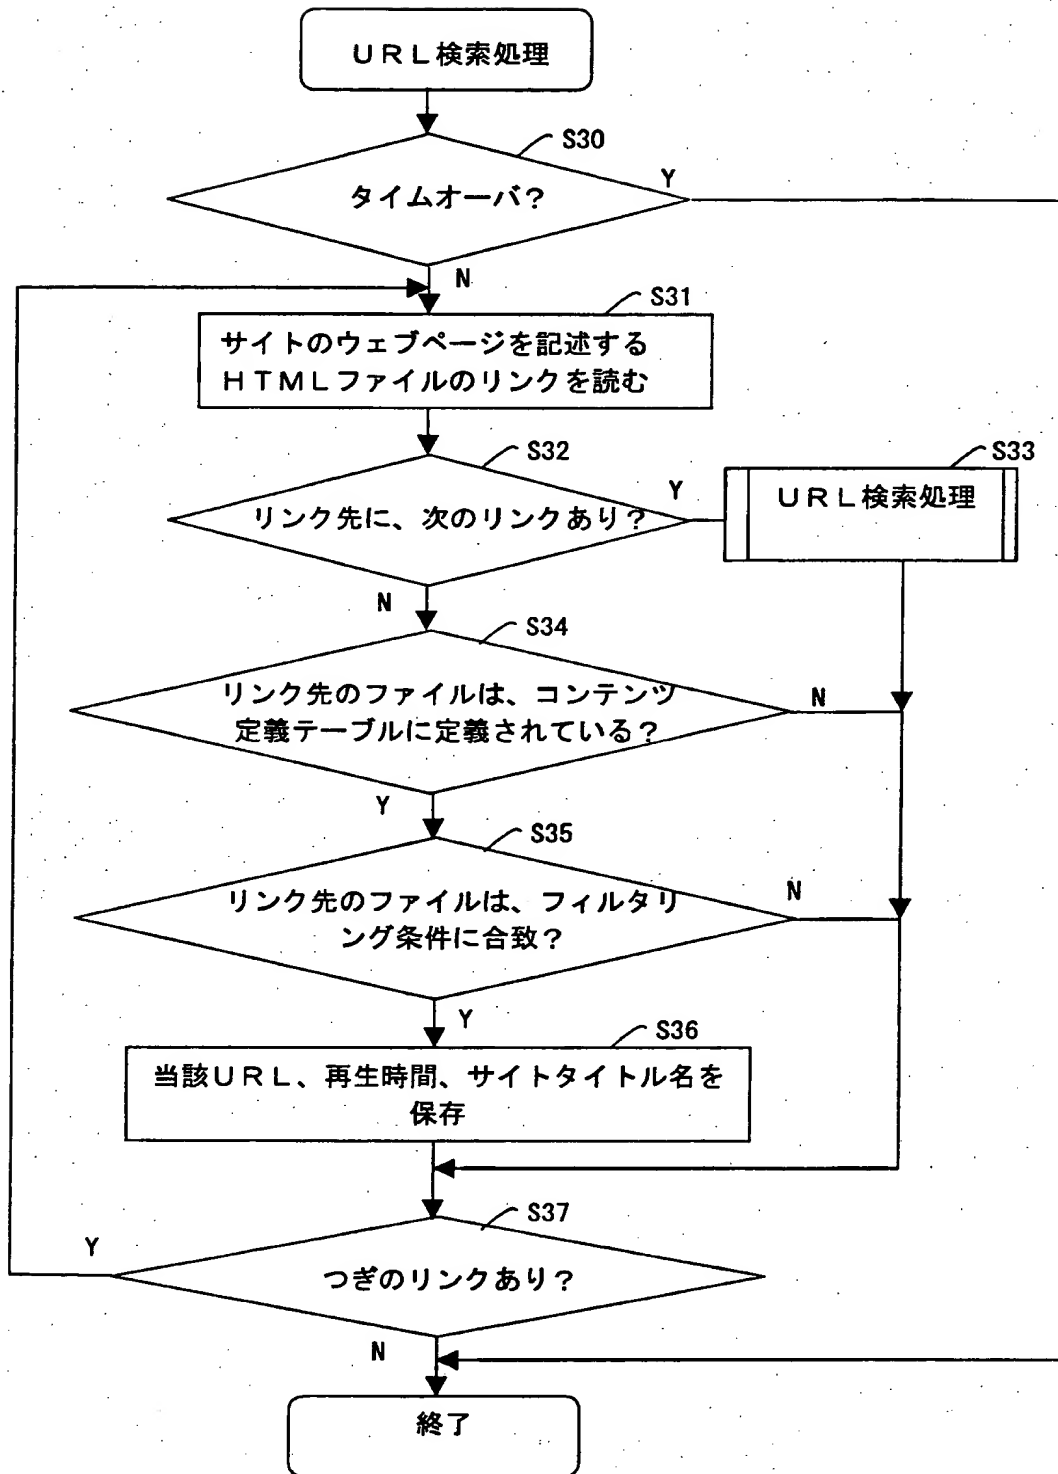 URL検索処理
S30
タイムオーバ?
Y
N
S31
サイトのウェブページを記述する
HTMLファイルのリンクを読む
S32
リンク先に、次のリンクあり?
Y
S33
URL検索処理
N
S34
リンク先のファイルは、コンテンツ
定義テーブルに定義されている?
N
Y
S35
リンク先のファイルは、フィルタリ
ング条件に合致?
N
Y
S36
当該URL、再生時間、サイトタイトル名を
保存
S37
Y
つぎのリンクあり?
N
終了